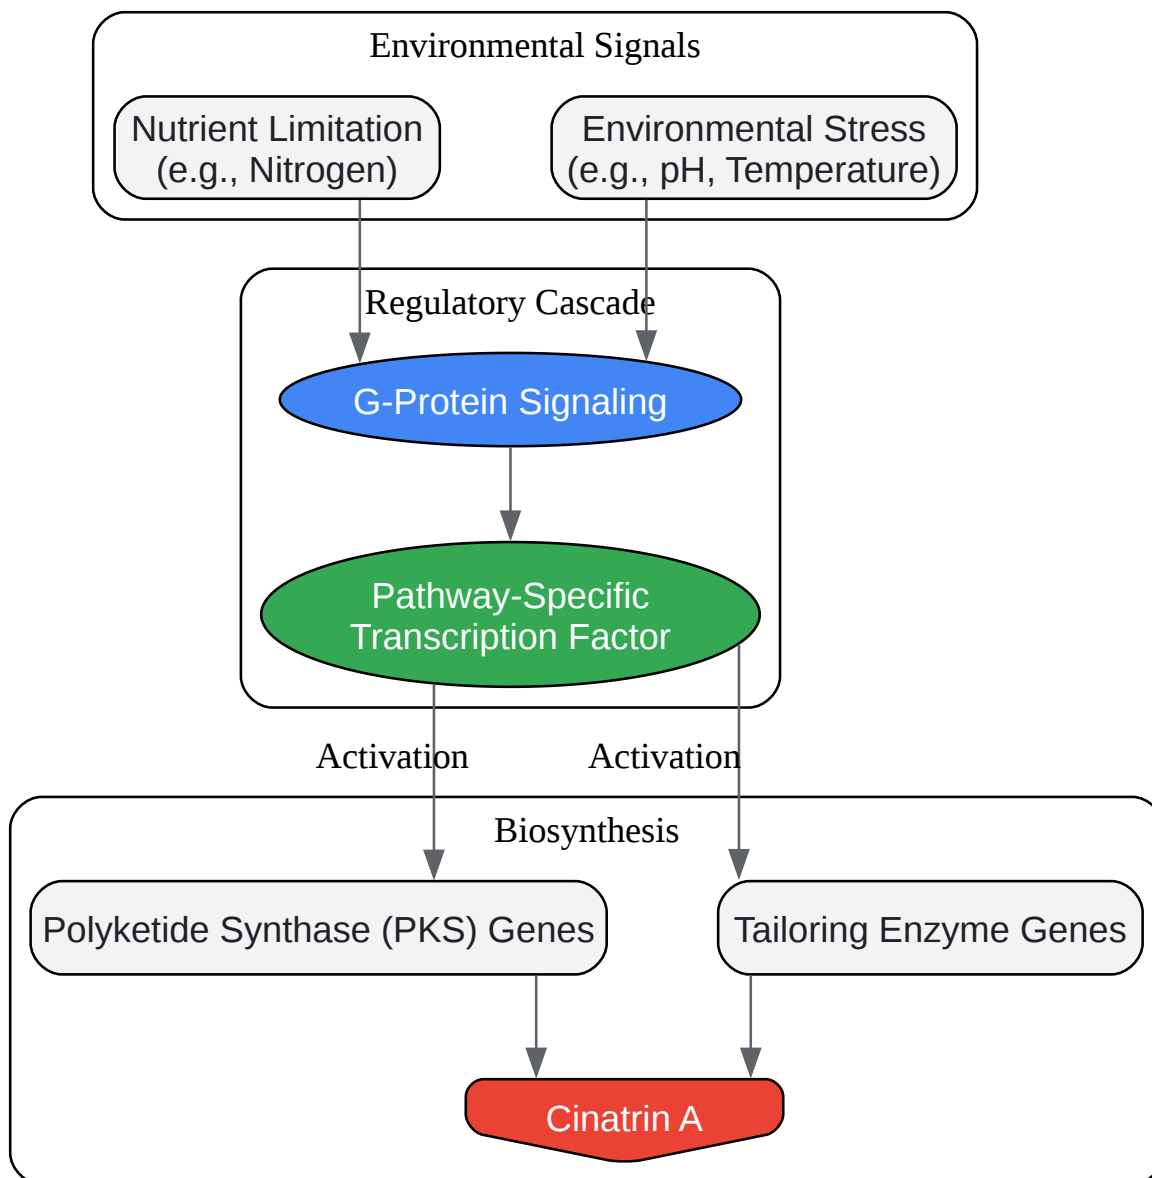 Environmental Signals
Nutrient Limitation
(e.g., Nitrogen)
Environmental Stress
(e.g., pH, Temperature)
Regulatory Cascade
G-Protein Signaling
Pathway-Specific
Transcription Factor
Activation
Activation
Biosynthesis
Polyketide Synthase (PKS) Genes
Tailoring Enzyme Genes
Cinatrin A